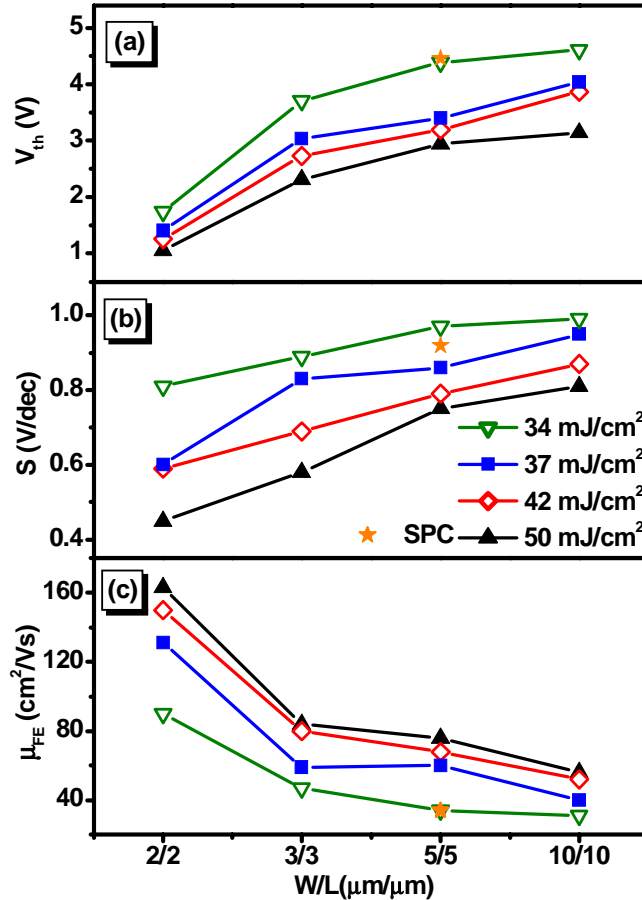 (a)
5
4
3
2
1
V_th (V)
(b)
1.0
0.8
0.6
0.4
S (V/dec)
34 mJ/cm²
37 mJ/cm²
42 mJ/cm²
SPC 50 mJ/cm²
(c)
160
120
80
40
μ_FE (cm²/Vs)
2/2 3/3 5/5 10/10
W/L(μm/μm)